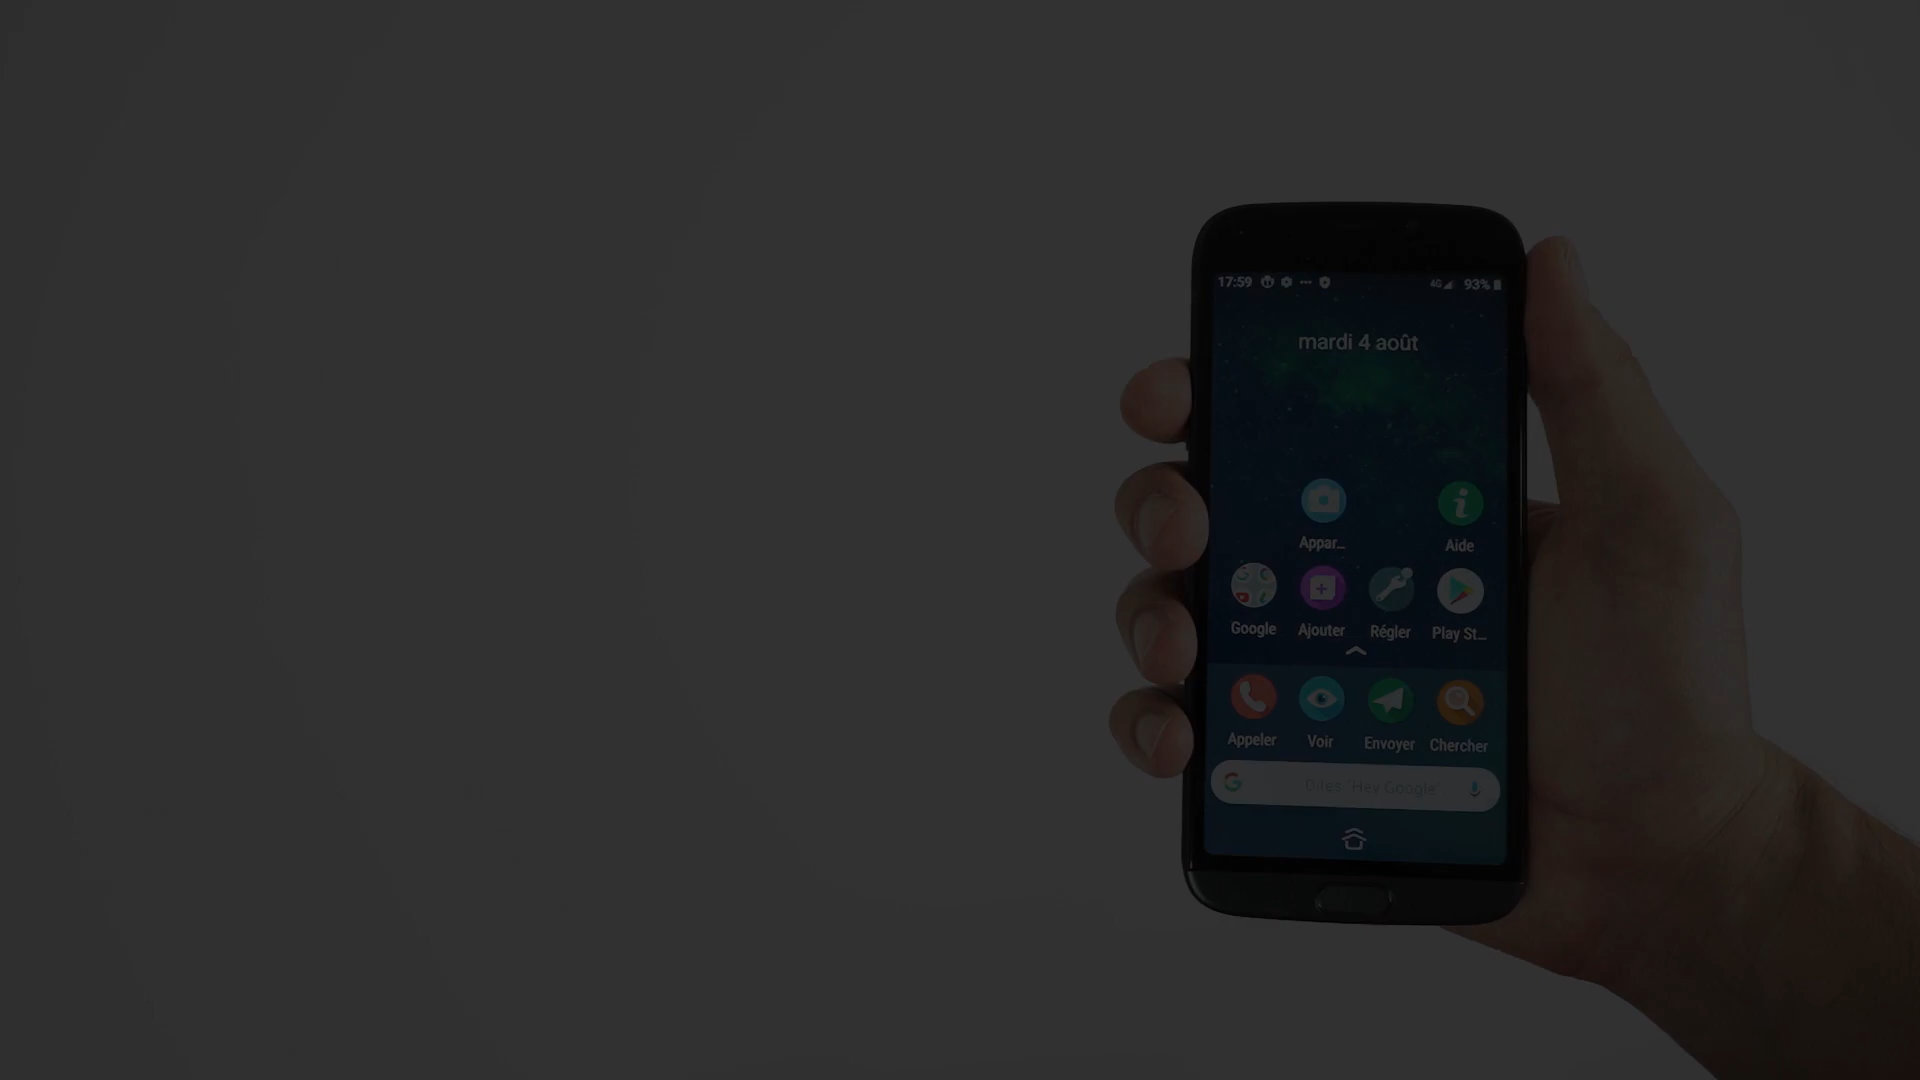 17:59 4G 93%
mardi 4 août
Appar... Aide
Google Ajouter Régler Play St...
Appeler Voir Envoyer Chercher
G Dites "Hey Google